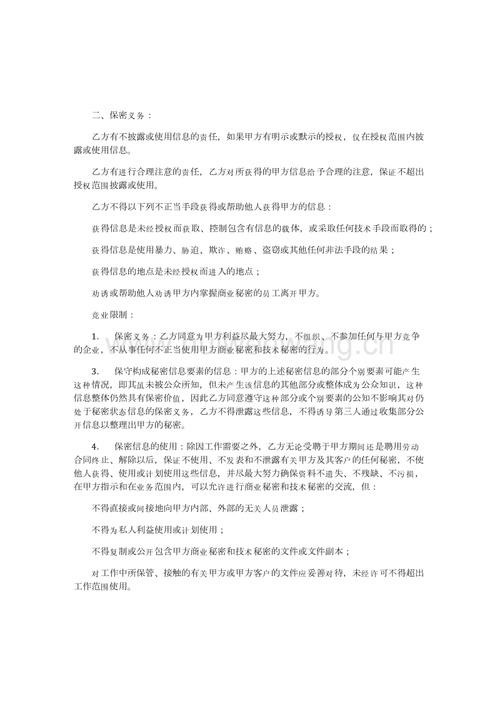 二、保密义务：
乙方有不披露或使用信息的责任，如果甲方有明示或默示的授权，仅在授权范围内披
露或使用信息。
乙方有进行合理注意的责任，乙方对所获得的甲方信息给予合理的注意，保证不超出
授权范围披露或使用。
乙方不得以下列不正当手段获得或帮助他人获得甲方的信息：
获得信息是未经授权而获取、控制包含有信息的载体，或采取任何技术手段而取得的；
获得信息是使用暴力、胁迫，欺诈、贿赂、盗窃或其他任何非法手段的结果；
获得信息的地点是未经授权而进入的地点；
劝诱或帮助他人劝诱甲方内掌握商业秘密的员工离开甲方。
竞业限制：
1. 保密义务：乙方同意为甲方利益尽最大努力，不组织、不参加任何与甲方竞争
的企业，不从事任何不正当使用甲方商业秘密和技术秘密的行为。
3. 保守构成秘密信息要素的信息：甲方的上述秘密信息的部分个别要素可能产生
这种情况，即其虽未被公众所知，但未产生该信息的其他部分或整体成为公众知识，这种
信息整体仍然具有保密价值，因此乙方同意遵守这种部分或个别要素的公知不影响其对仍
处于秘密状态信息的保密义务，乙方不得泄露这些信息，不得诱导第三人通过收集部分公
开信息以整理出甲方的秘密。
4. 保密信息的使用：除因工作需要之外，乙方无论受聘于甲方期间还是聘用劳动
合同终止、解除以后，保证不使用、不发表和不泄露有关甲方及其客户的任何秘密，不使
他人获得、使用或计划使用这些信息，并尽最大努力确保资料不遗失、不残缺、不污损，
在甲方指示和在业务范围内，可以允许进行商业秘密和技术秘密的交流，但：
不得直接或间接地向甲方内部、外部的无关人员泄露；
不得为私人利益使用或计划使用；
不得复制或公开包含甲方商业秘密和技术秘密的文件或文件副本；
对工作中所保管、接触的有关甲方或甲方客户的文件应妥善对待，未经许可不得超出
工作范围使用。